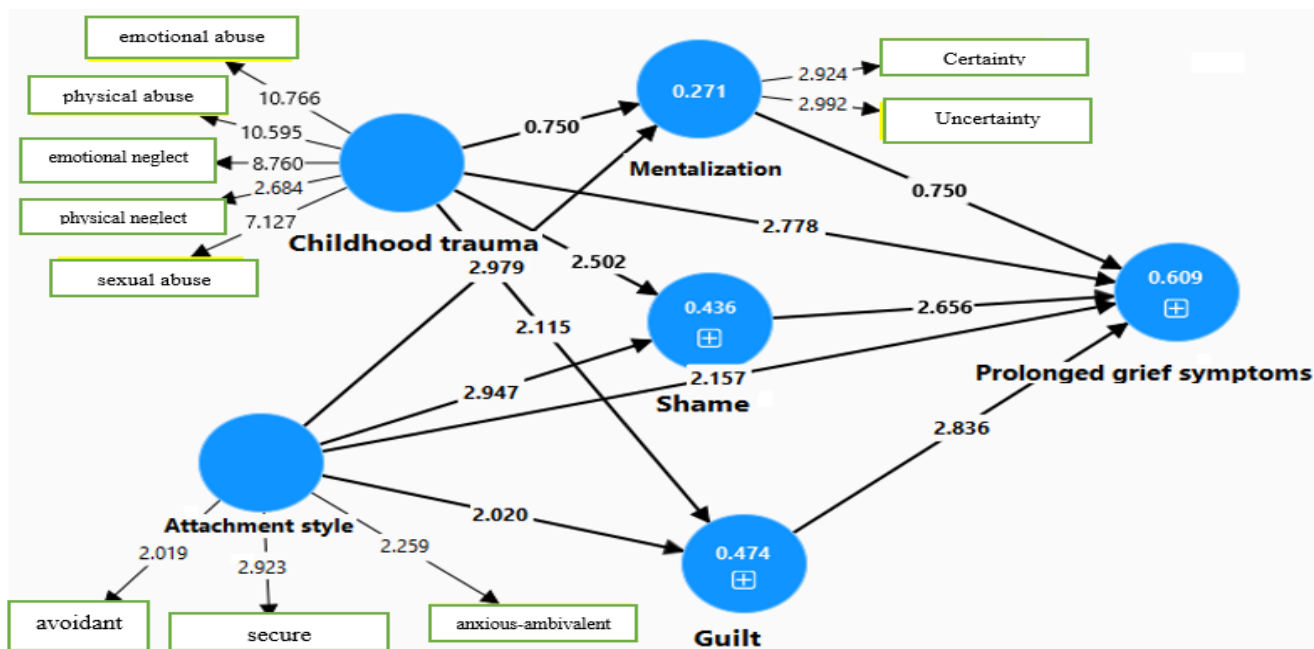 emotional abuse
physical abuse
emotional neglect
physical neglect
sexual abuse
10.766
10.595
8.760
2.684
7.127
Childhood trauma
0.750
0.271
Mentalization
2.924
2.992
Certainty
Uncertainty
0.750
2.778
2.979
2.502
2.115
0.436
Shame
2.656
2.947
2.157
0.609
Prolonged grief symptoms
2.836
Attachment style
2.020
2.019
2.923
2.259
avoidant
secure
anxious-ambivalent
0.474
Guilt